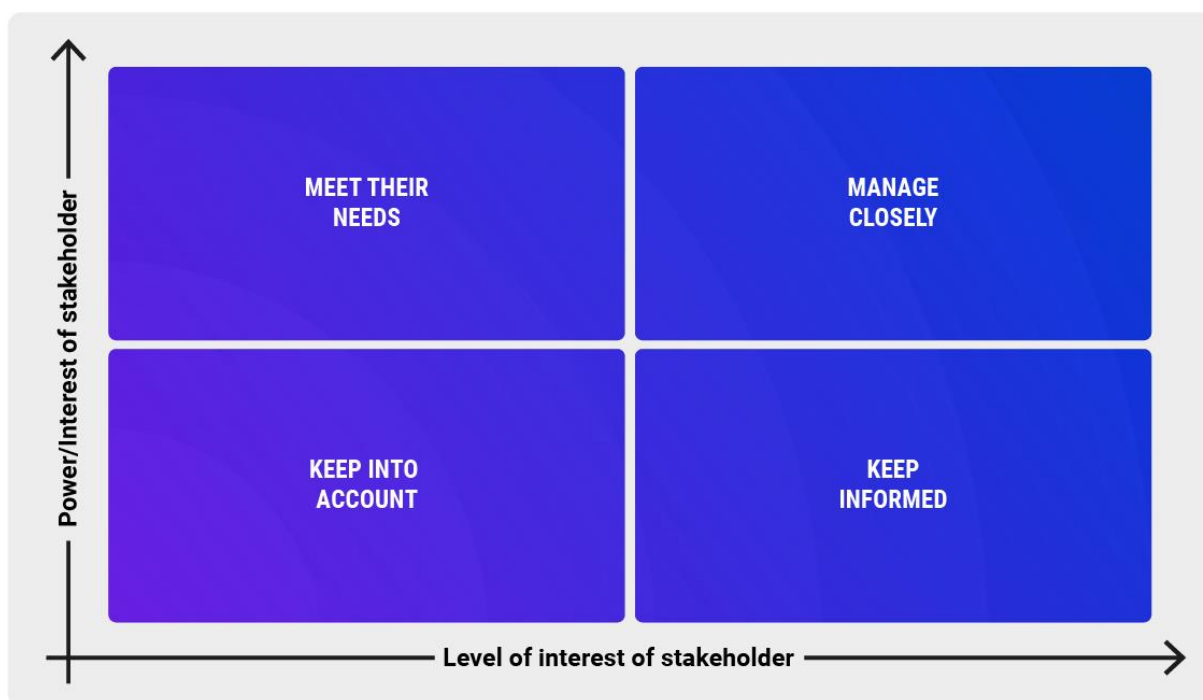 Power/Interest of stakeholder
MEET THEIR
NEEDS
MANAGE
CLOSELY
KEEP INTO
ACCOUNT
KEEP
INFORMED
Level of interest of stakeholder